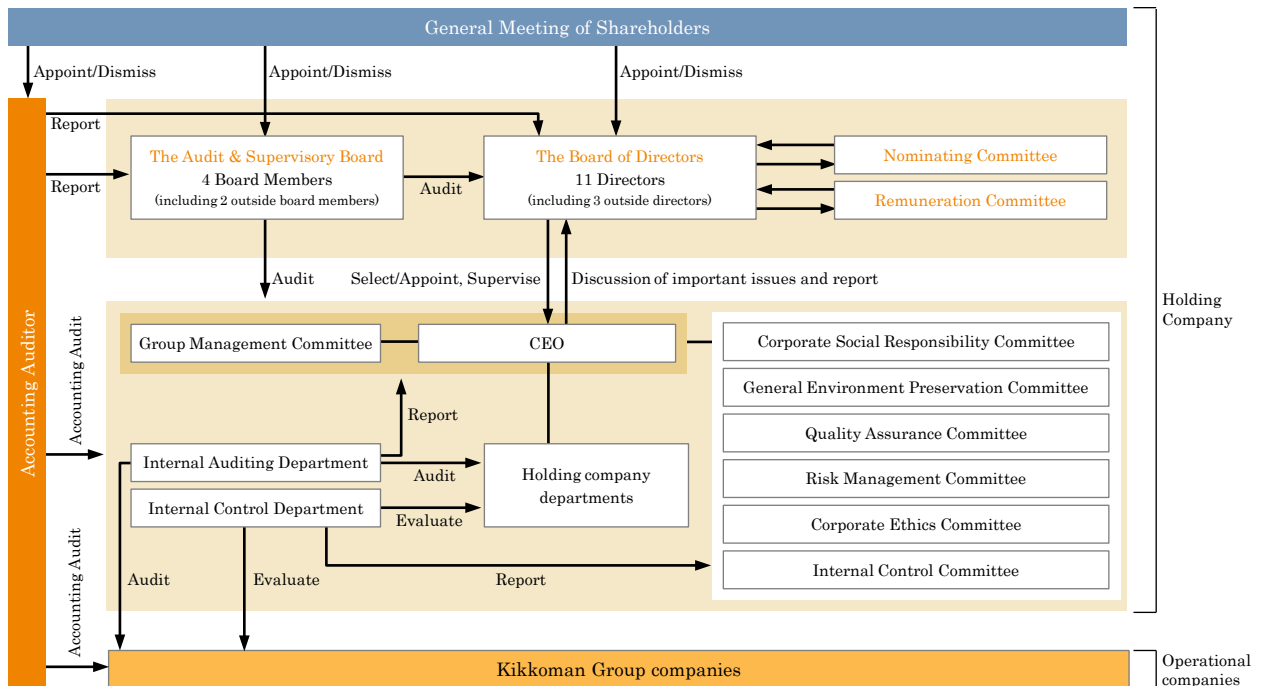 General Meeting of Shareholders
Appoint/Dismiss
Appoint/Dismiss
Appoint/Dismiss
Report
Report
The Audit & Supervisory Board
4 Board Members
(including 2 outside board members)
Audit
The Board of Directors
11 Directors
(including 3 outside directors)
Nominating Committee
Remuneration Committee
Audit
Select/Appoint, Supervise
Discussion of important issues and report
Holding
Company
Accounting Auditor
Accounting Audit
Group Management Committee
CEO
Corporate Social Responsibility Committee
General Environment Preservation Committee
Quality Assurance Committee
Risk Management Committee
Corporate Ethics Committee
Internal Control Committee
Report
Internal Auditing Department
Audit
Holding company
departments
Internal Control Department
Evaluate
Accounting Audit
Audit
Evaluate
Report
Kikkoman Group companies
Operational
companies